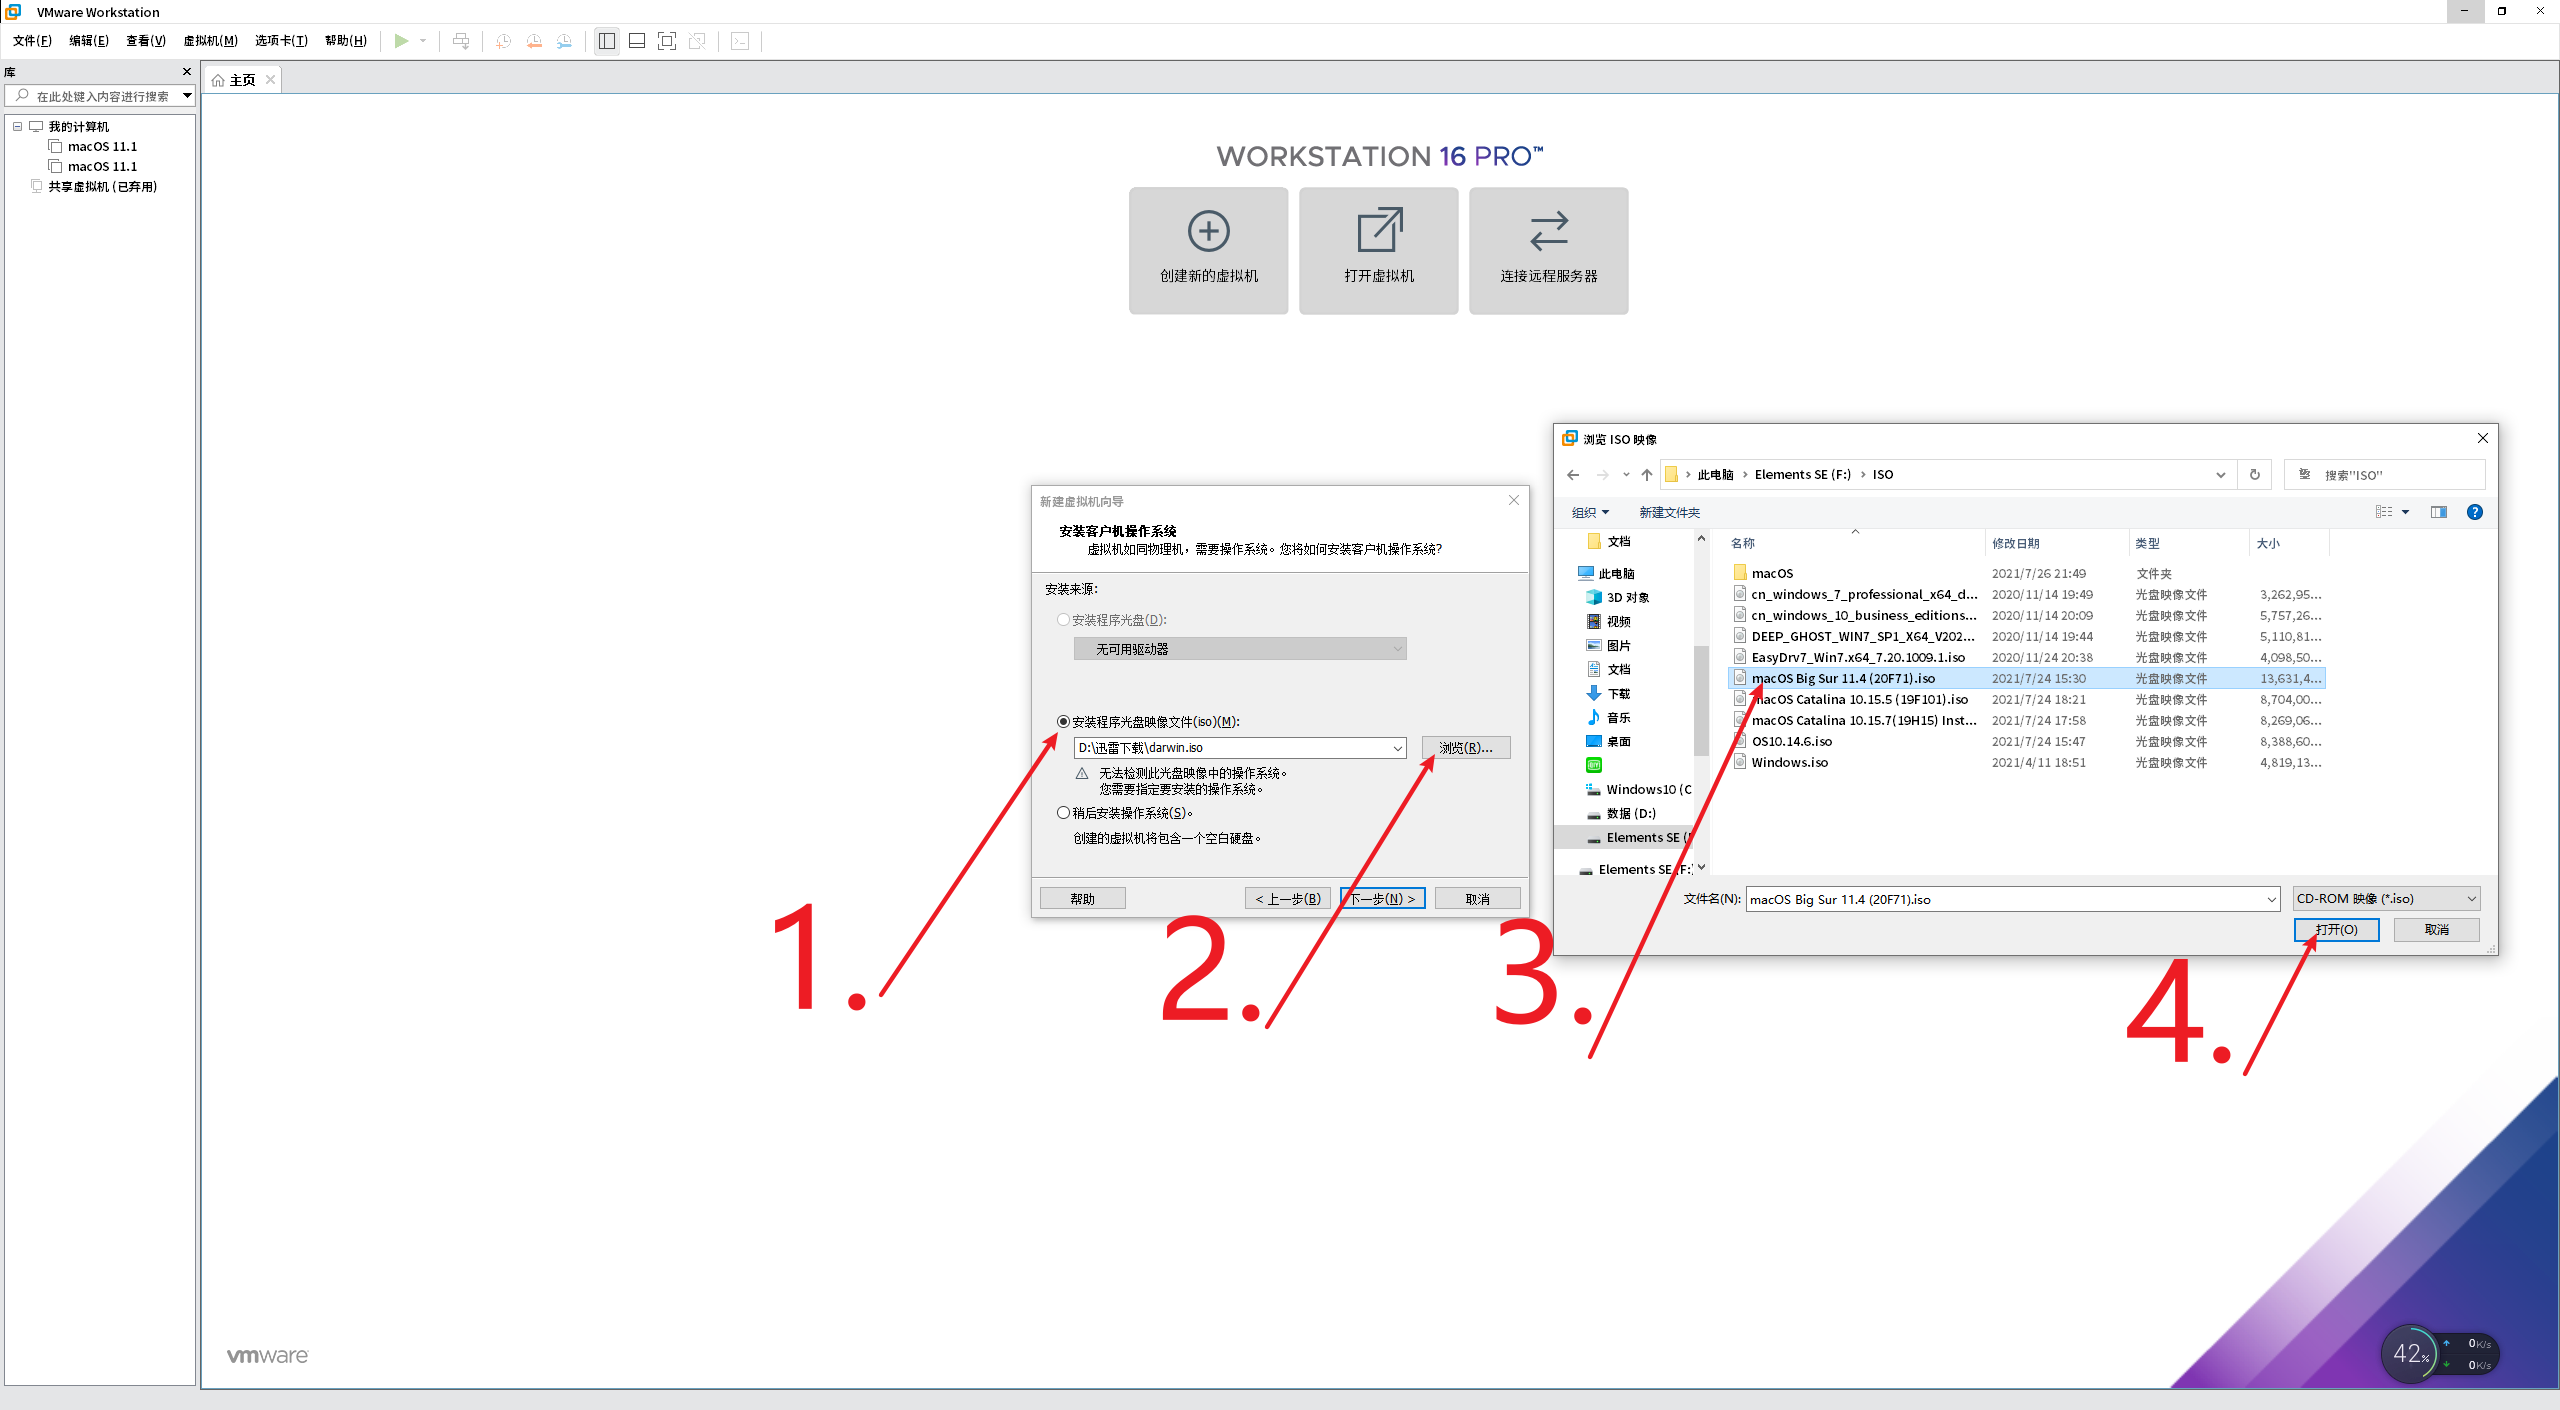 VMware Workstation
文件(F) 编辑(E) 查看(V) 虚拟机(M) 选项卡(T) 帮助(H)
库
在此处键入内容进行搜索
我的计算机
macOS 11.1
macOS 11.1
共享虚拟机 (已弃用)
主页
WORKSTATION 16 PRO™
创建新的虚拟机 打开虚拟机 连接远程服务器
新建虚拟机向导
安装客户机操作系统
虚拟机如同物理机，需要操作系统。您将如何安装客户机操作系统?
安装来源:
安装程序光盘(D):
无可用驱动器
安装程序光盘映像文件(iso)(M):
D:\迅雷下载\darwin.iso 浏览(R)...
无法检测此光盘映像中的操作系统。
您需要指定要安装的操作系统。
稍后安装操作系统(S)。
创建的虚拟机将包含一个空白硬盘。
帮助 < 上一步(B) 下一步(N) > 取消
浏览 ISO 映像
此电脑 Elements SE (F:) ISO 搜索"ISO"
组织 新建文件夹
文档
此电脑
3D 对象
视频
图片
文档
下载
音乐
桌面
Windows10 (C
数据 (D:)
Elements SE (
Elements SE (F:)
名称 修改日期 类型 大小
macOS 2021/7/26 21:49 文件夹
cn_windows_7_professional_x64_d... 2020/11/14 19:49 光盘映像文件 3,262,95...
cn_windows_10_business_editions... 2020/11/14 20:09 光盘映像文件 5,757,26...
DEEP_GHOST_WIN7_SP1_X64_V202... 2020/11/14 19:44 光盘映像文件 5,110,81...
EasyDrv7_Win7.x64_7.20.1009.1.iso 2020/11/24 20:38 光盘映像文件 4,098,50...
macOS Big Sur 11.4 (20F71).iso 2021/7/24 15:30 光盘映像文件 13,631,4...
macOS Catalina 10.15.5 (19F101).iso 2021/7/24 18:21 光盘映像文件 8,704,00...
macOS Catalina 10.15.7(19H15) Inst... 2021/7/24 17:58 光盘映像文件 8,269,06...
OS10.14.6.iso 2021/7/24 15:47 光盘映像文件 8,388,60...
Windows.iso 2021/4/11 18:51 光盘映像文件 4,819,13...
文件名(N): macOS Big Sur 11.4 (20F71).iso CD-ROM 映像 (*.iso)
打开(O) 取消
1. 2. 3. 4.
vmware
42% 0K/s
0K/s